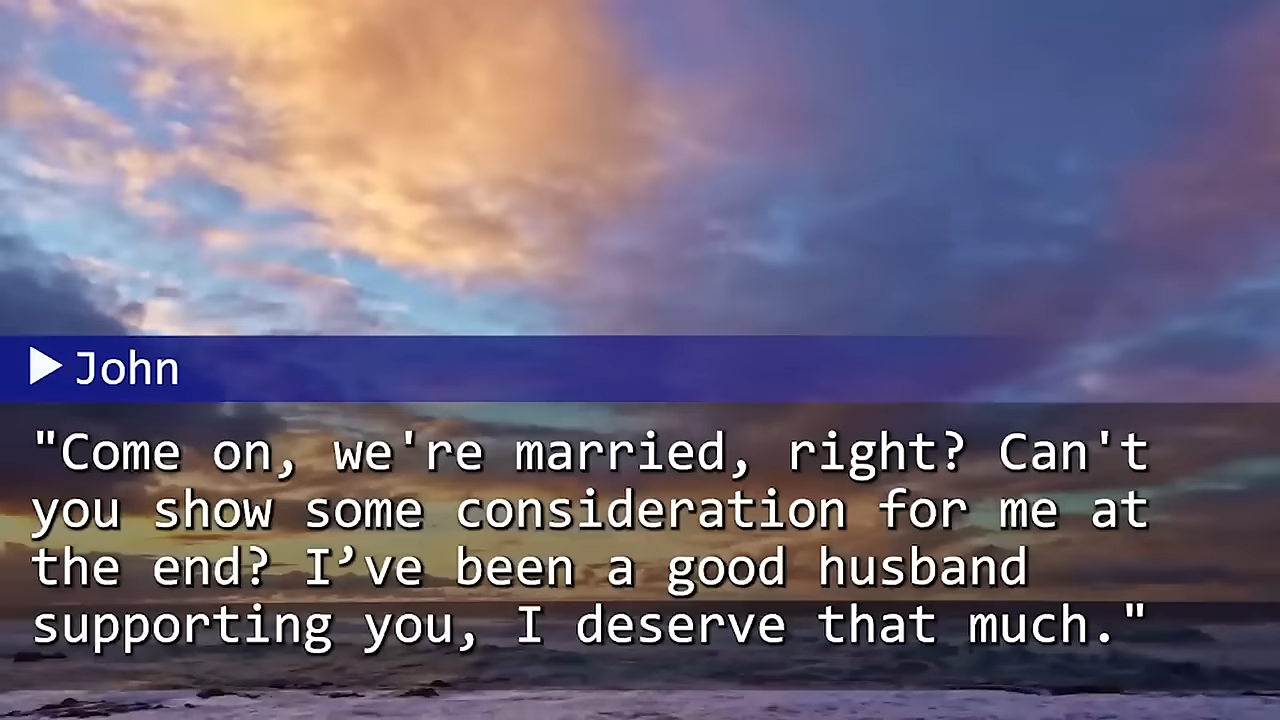 ▶John
"Come on, we're married, right? Can't
you show some consideration for me at
the end? I’ve been a good husband
supporting you, I deserve that much."